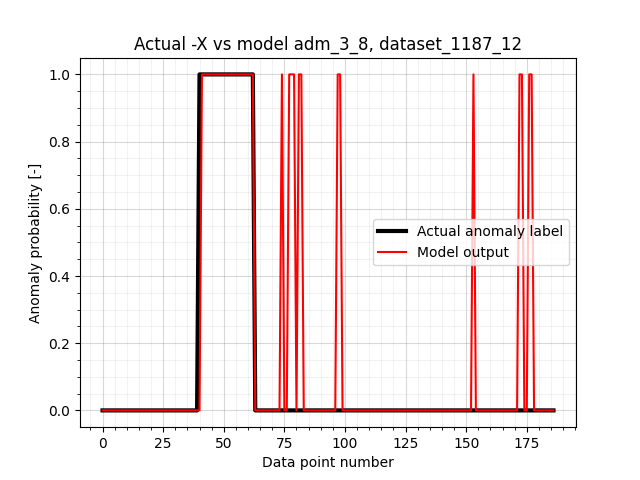 Actual -X vs model adm_3_8, dataset_1187_12
1.0
0.8
0.6
0.4
0.2
0.0
Anomaly probability [-]
Actual anomaly label
Model output
0 25 50 75 100 125 150 175
Data point number